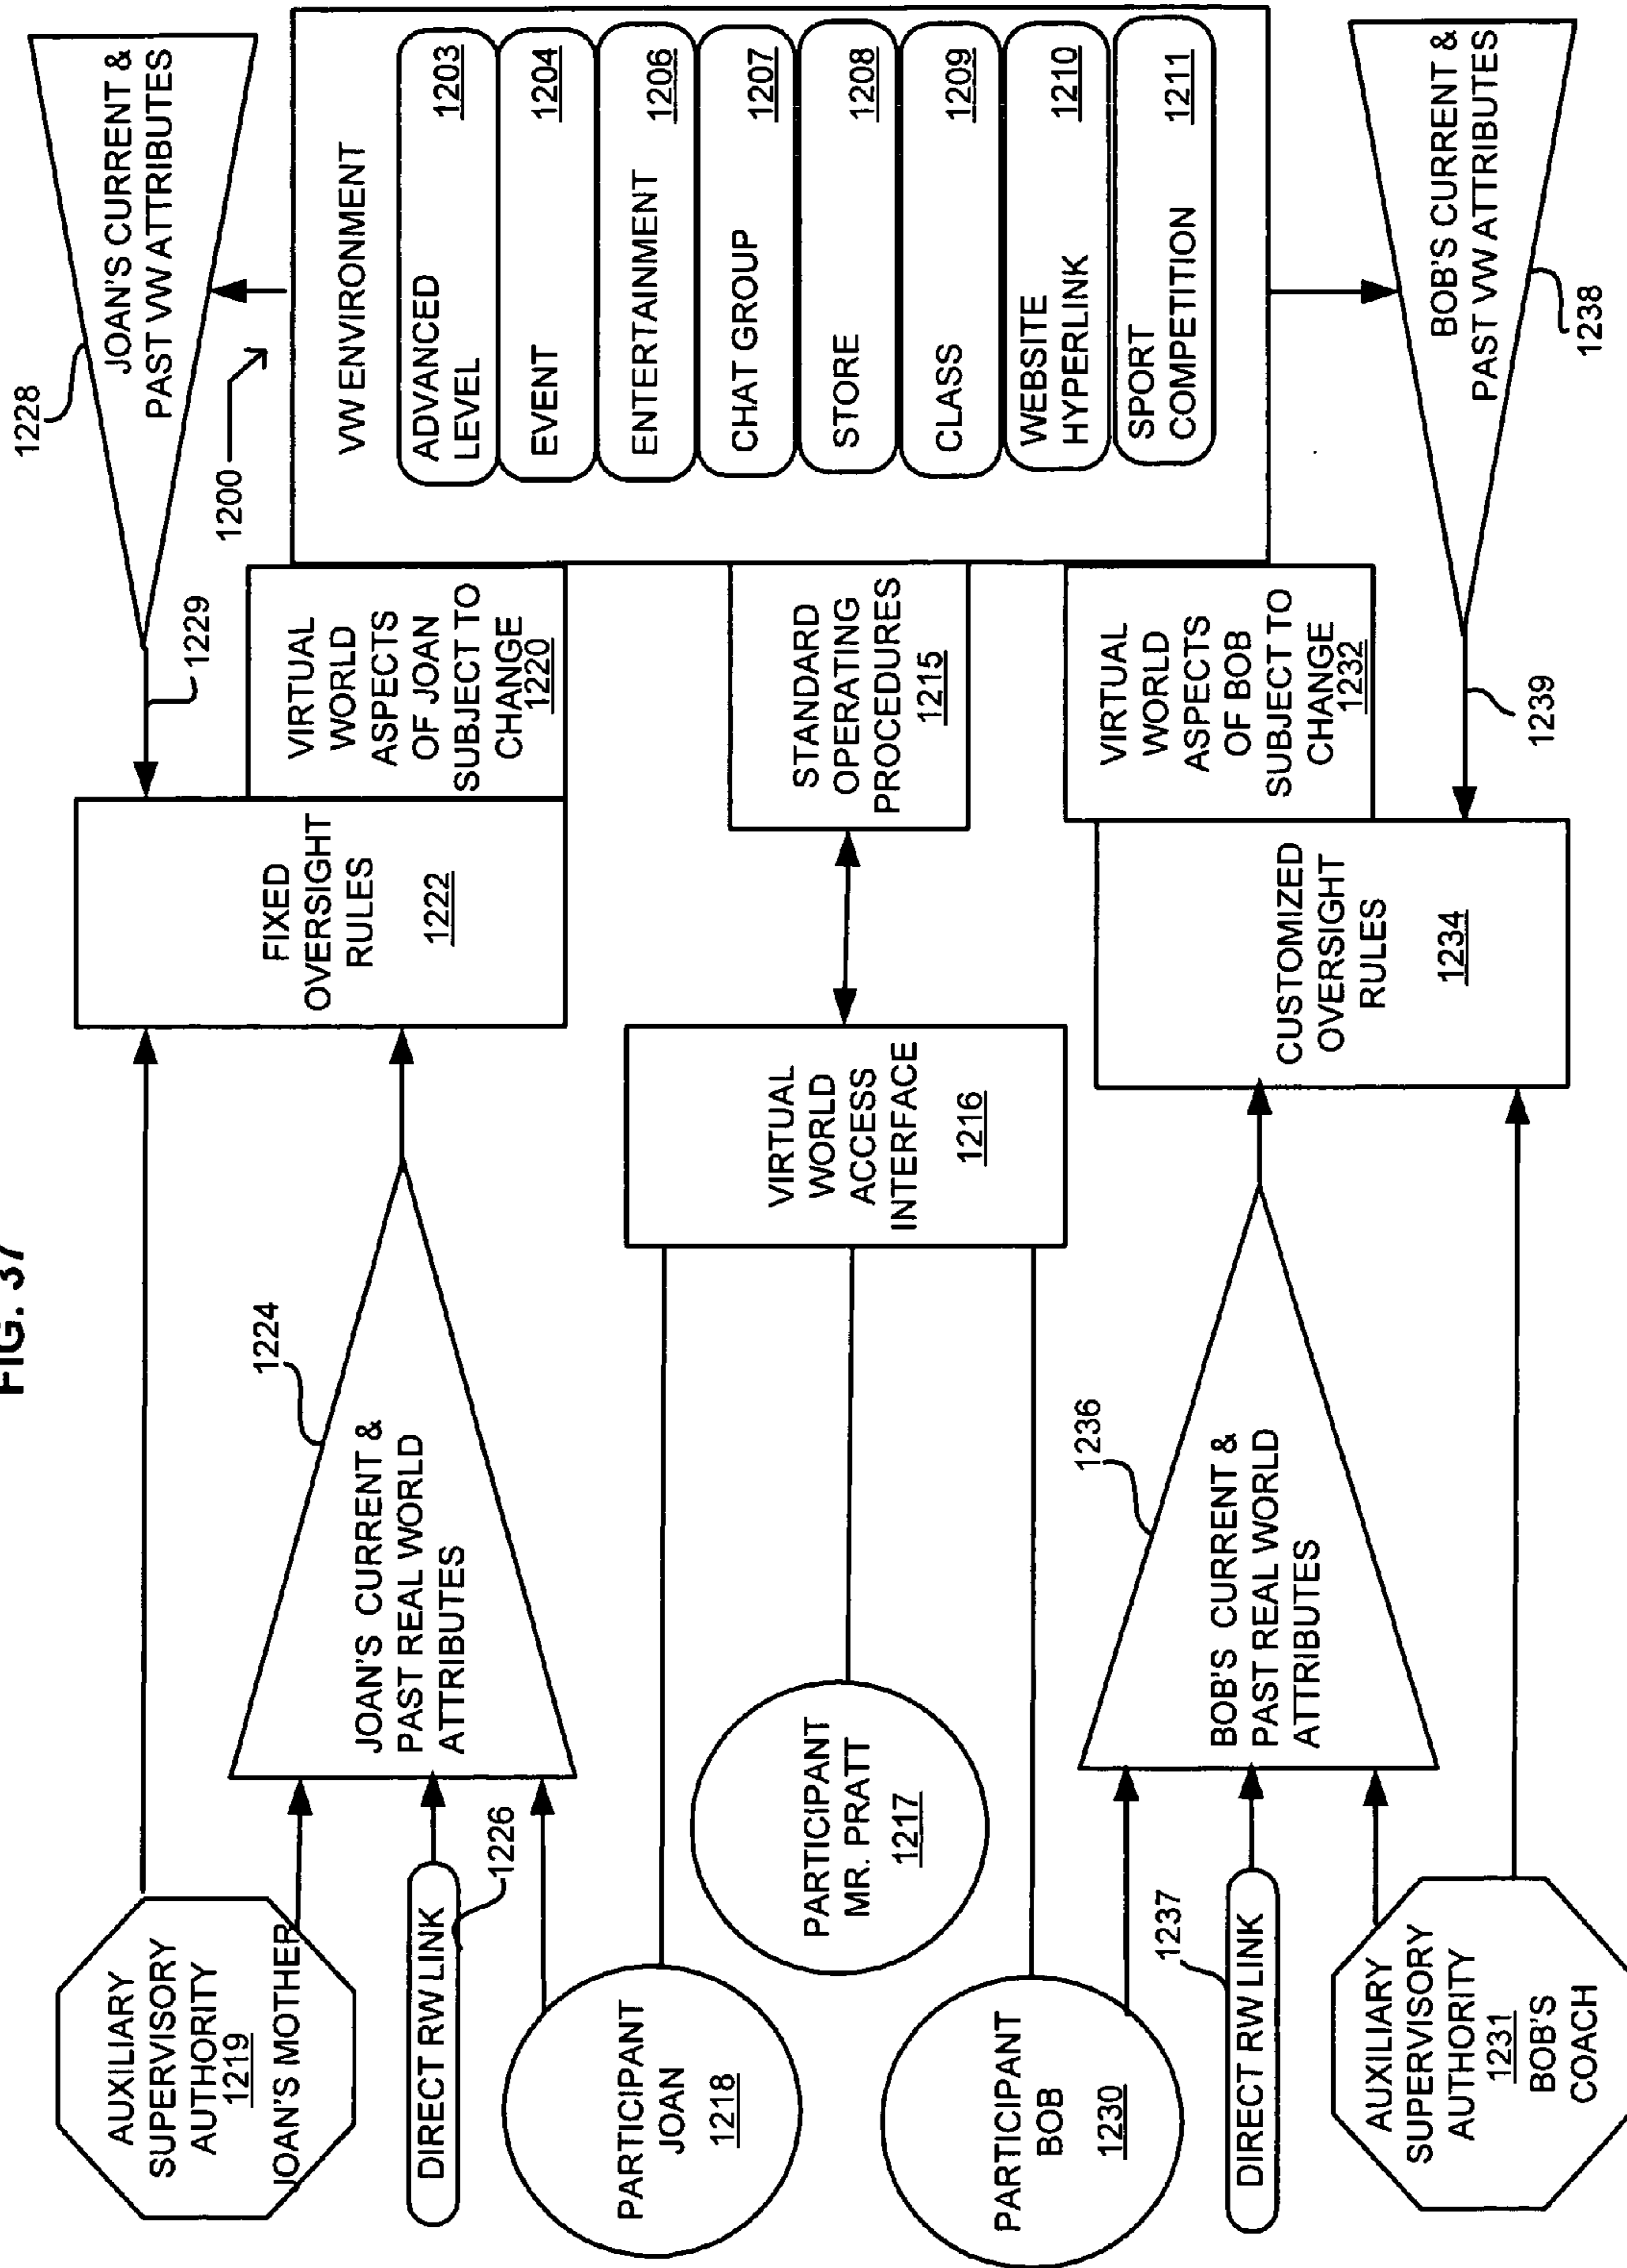 FIG. 37
AUXILIARY
SUPERVISORY
AUTHORITY
1219
JOAN'S MOTHER
DIRECT RW LINK
1226
PARTICIPANT
JOAN
1218
JOAN'S CURRENT &
PAST REAL WORLD
ATTRIBUTES
1224
FIXED
OVERSIGHT
RULES
1222
1229
1228
JOAN'S CURRENT &
PAST VW ATTRIBUTES
VIRTUAL
WORLD
ASPECTS
OF JOAN
SUBJECT TO
CHANGE
1220
1200
VW ENVIRONMENT
ADVANCED
LEVEL
1203
EVENT
1204
ENTERTAINMENT
1206
CHAT GROUP
1207
STORE
1208
CLASS
1209
WEBSITE
HYPERLINK
1210
SPORT
COMPETITION
1211
PARTICIPANT
MR. PRATT
1217
VIRTUAL
WORLD
ACCESS
INTERFACE
1216
STANDARD
OPERATING
PROCEDURES
1215
PARTICIPANT
BOB
1230
1237
DIRECT RW LINK
AUXILIARY
SUPERVISORY
AUTHORITY
1231
BOB'S
COACH
1236
BOB'S CURRENT &
PAST REAL WORLD
ATTRIBUTES
CUSTOMIZED
OVERSIGHT
RULES
1234
VIRTUAL
WORLD
ASPECTS
OF BOB
SUBJECT TO
CHANGE
1232
1239
BOB'S CURRENT &
PAST VW ATTRIBUTES
1238